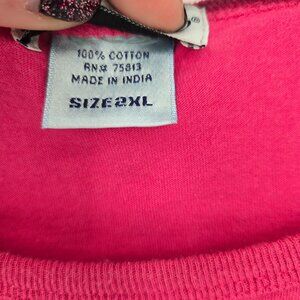 100% COTTON
RN# 75813
MADE IN INDIA
SIZE2XL